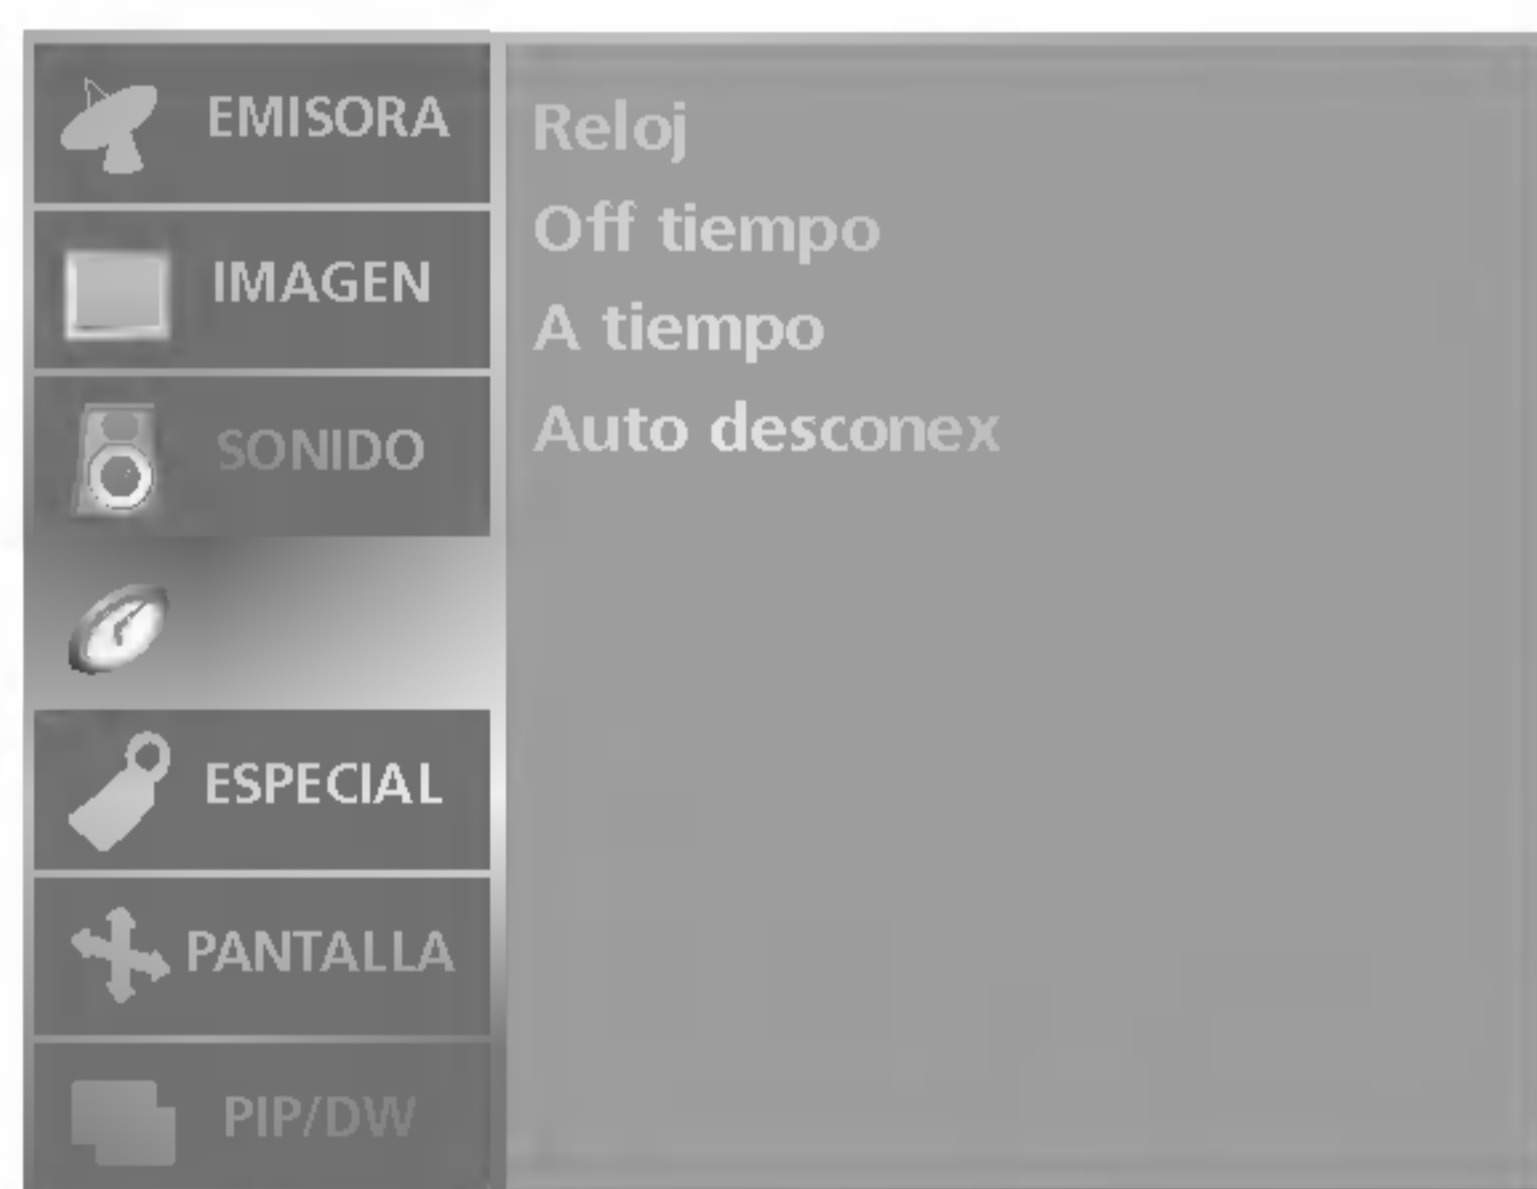 EMISORA
IMAGEN
SONIDO
ESPECIAL
PANTALLA
PIP/DW
Reloj
Off tiempo
A tiempo
Auto desconex